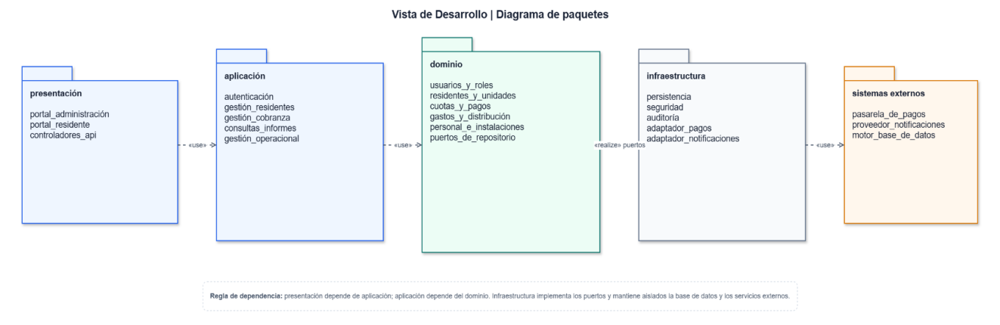 Vista de Desarrollo | Diagrama de paquetes
presentación
portal_administración
portal_residente
controladores_api
«use»
aplicación
autenticación
gestión_residentes
gestión_cobranza
consultas_informes
gestión_operacional
«use»
dominio
usuarios_y_roles
residentes_y_unidades
cuotas_y_pagos
gastos_y_distribución
personal_e_instalaciones
puertos_de_repositorio
«realize» puertos
infraestructura
persistencia
seguridad
auditoría
adaptador_pagos
adaptador_notificaciones
«use»
sistemas externos
pasarela_de_pagos
proveedor_notificaciones
motor_base_de_datos
Regla de dependencia: presentación depende de aplicación; aplicación depende del dominio. Infraestructura implementa los puertos y mantiene aislados la base de datos y los servicios externos.